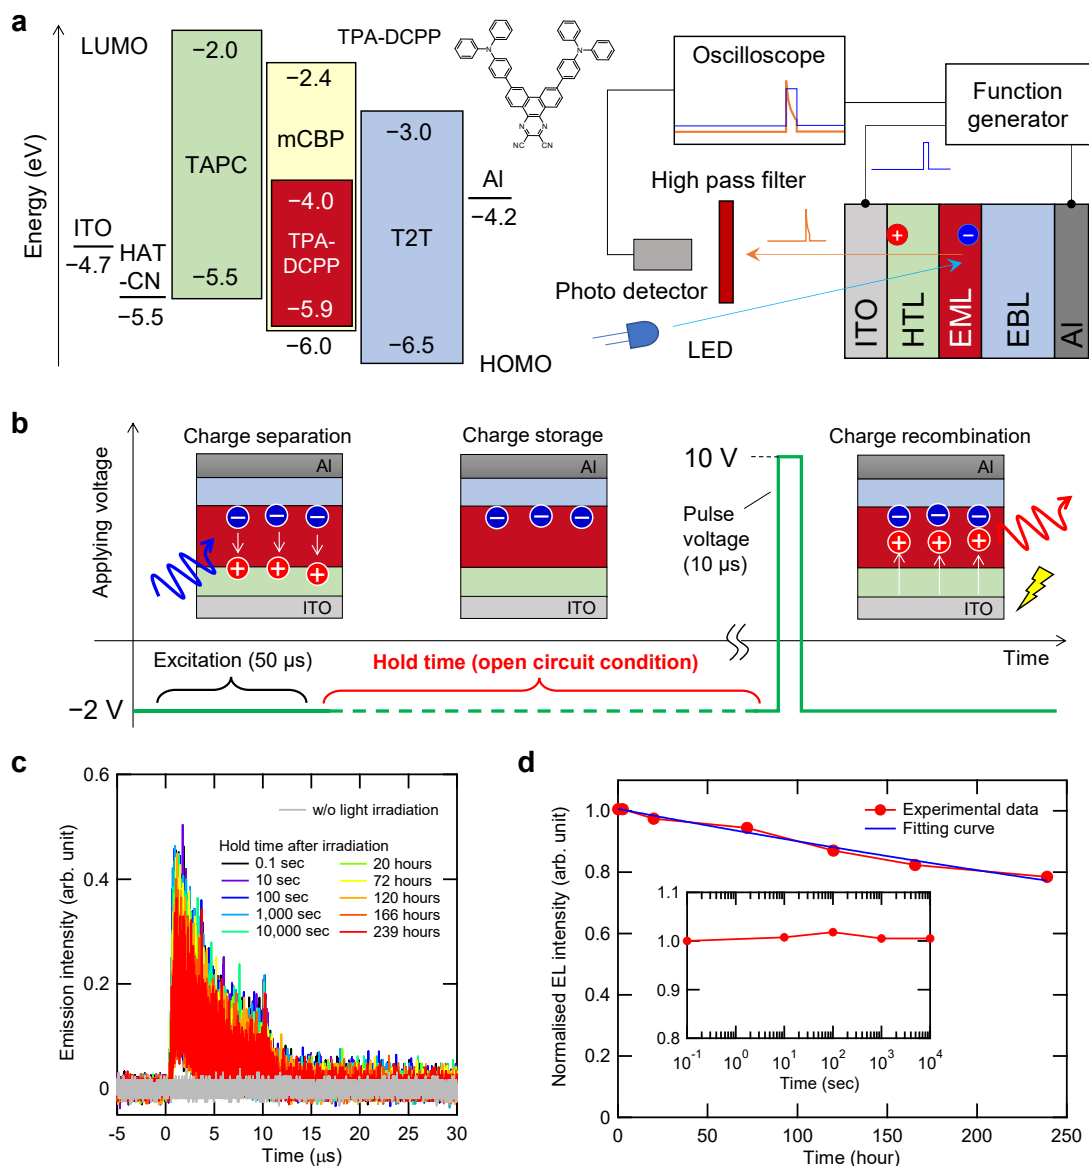 a
LUMO
TPA-DCPP
−2.0
−2.4
mCBP
−3.0
TAPC
−4.0
TPA-
DCPP
T2T
Al
−4.2
ITO
−4.7
HAT
-CN
−5.5
−5.5
−5.9
−6.0
−6.5
HOMO
Energy (eV)
N
N
N
N
NC
CN
Oscilloscope
Function
generator
High pass filter
Photo detector
LED
+
−
ITO
HTL
EML
EBL
Al
b
Applying voltage
Charge separation
Charge storage
Charge recombination
Al
Al
Al
ITO
ITO
ITO
10 V
Pulse
voltage
(10 μs)
Time
Excitation (50 μs)
Hold time (open circuit condition)
−2 V
c
Emission intensity (arb. unit)
0.6
0.4
0.2
0
w/o light irradiation
Hold time after irradiation
0.1 sec
20 hours
10 sec
72 hours
100 sec
120 hours
1,000 sec
166 hours
10,000 sec
239 hours
-5
0
5
10
15
20
25
30
Time (μs)
d
Normalised EL intensity (arb. unit)
1.0
0.8
0.6
0.4
0.2
0
Experimental data
Fitting curve
1.1
1.0
0.9
0.8
10⁻¹
10⁰
10¹
10²
10³
10⁴
Time (sec)
0
50
100
150
200
250
Time (hour)